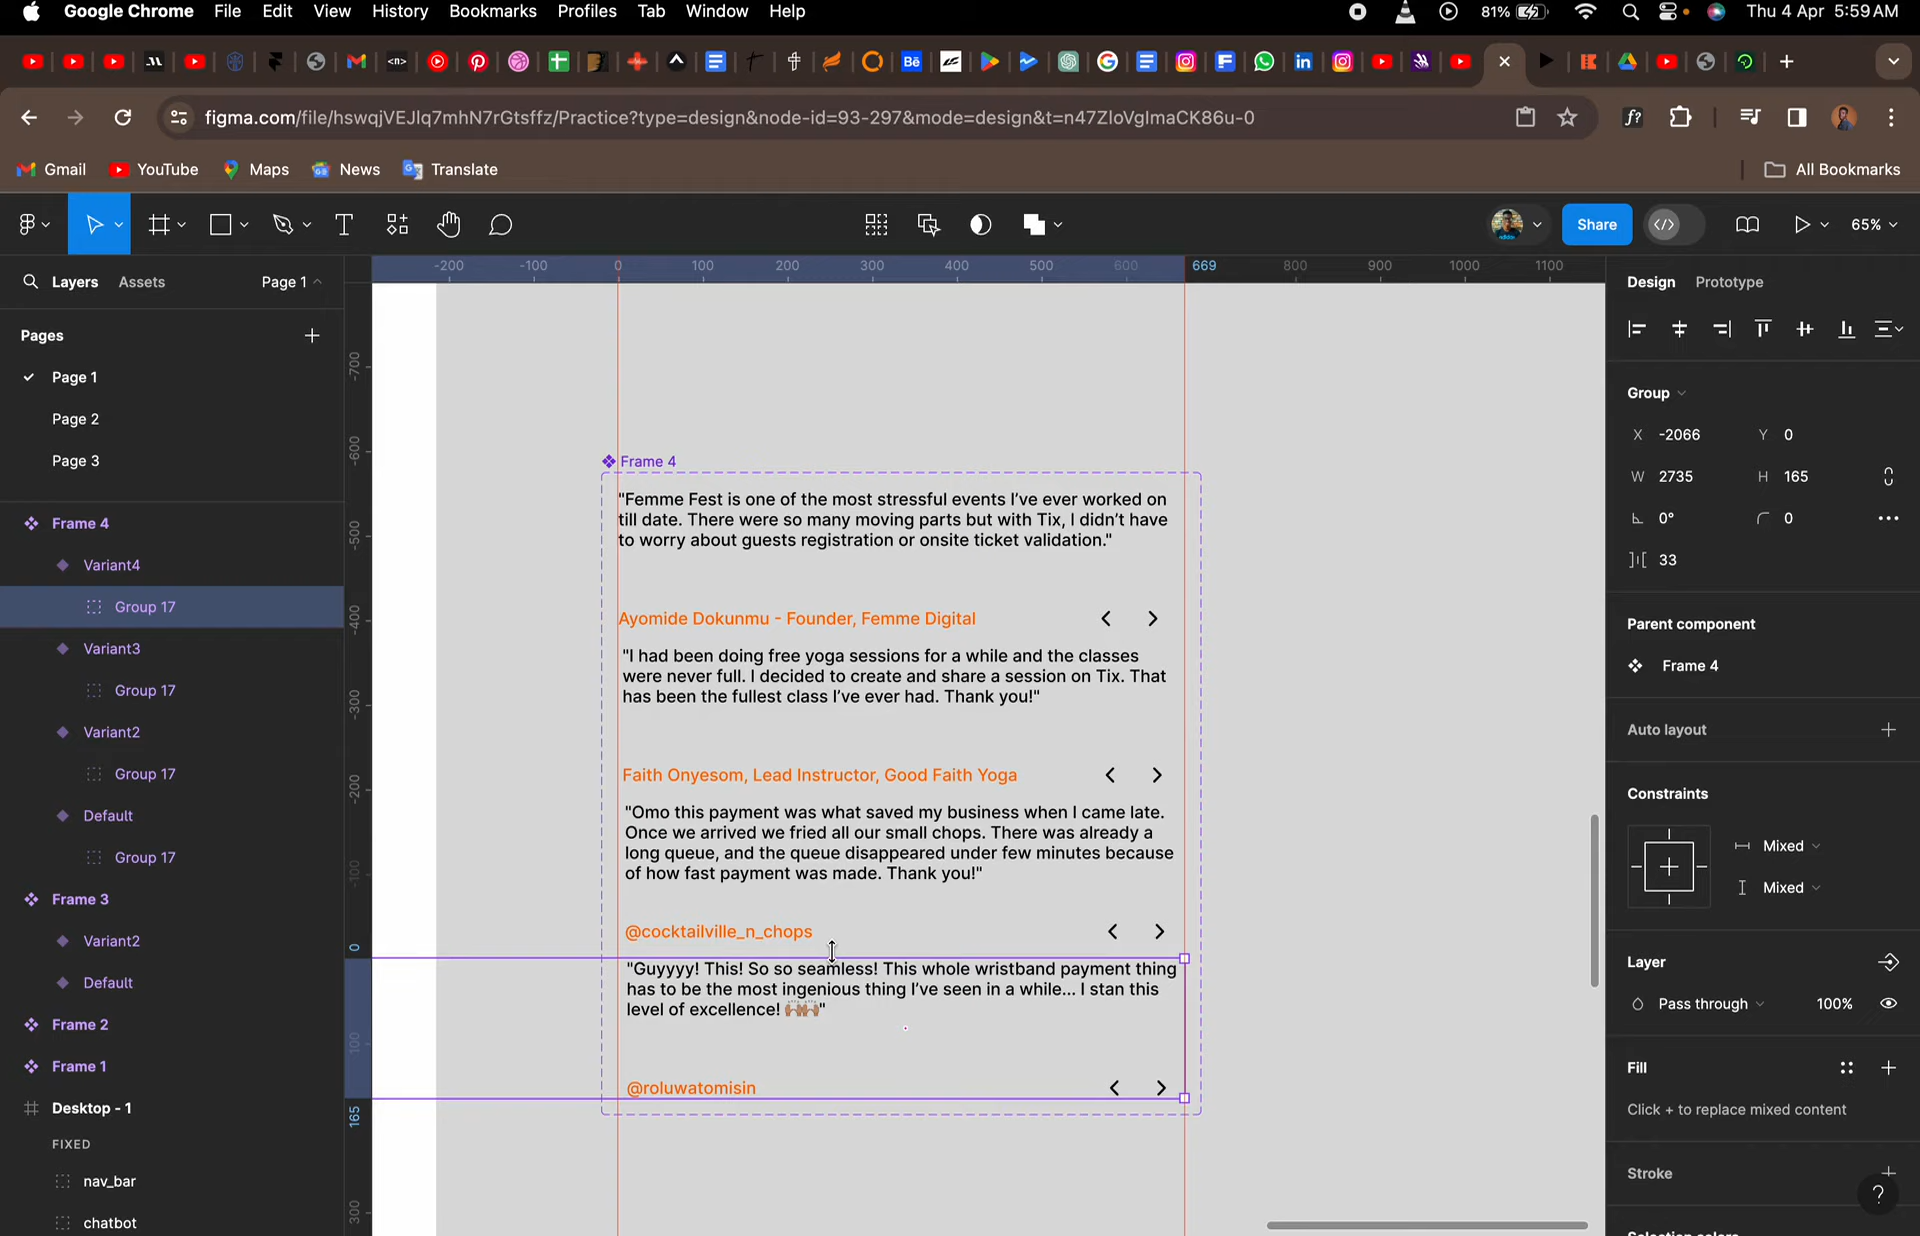 Google Chrome File Edit View History Bookmarks Profiles Tab Window Help 81% Thu 4 Apr 5:59 AM
figma.com/file/hswqjVEJlq7mhN7rGtsffz/Practice?type=design&node-id=93-297&mode=design&t=n47ZloVglmaCK86u-0
Gmail YouTube Maps News Translate All Bookmarks
Share 65%
Layers Assets Page 1
Pages
Page 1
Page 2
Page 3
Frame 4
Variant4
Group 17
Variant3
Group 17
Variant2
Group 17
Default
Group 17
Frame 3
Variant2
Default
Frame 2
Frame 1
Desktop - 1
FIXED
nav_bar
chatbot
-200 -100 0 100 200 300 400 500 600 669 800 900 1000 1100
-700
-600
-500
-400
-300
-200
-100
0
100
165
300
Frame 4
"Femme Fest is one of the most stressful events I've ever worked on
till date. There were so many moving parts but with Tix, I didn't have
to worry about guests registration or onsite ticket validation."
Ayomide Dokunmu - Founder, Femme Digital
"I had been doing free yoga sessions for a while and the classes
were never full. I decided to create and share a session on Tix. That
has been the fullest class I've ever had. Thank you!"
Faith Onyesom, Lead Instructor, Good Faith Yoga
"Omo this payment was what saved my business when I came late.
Once we arrived we fried all our small chops. There was already a
long queue, and the queue disappeared under few minutes because
of how fast payment was made. Thank you!"
@cocktailville_n_chops
"Guyyyy! This! So so seamless! This whole wristband payment thing
has to be the most ingenious thing I've seen in a while... I stan this
level of excellence! 🙌🏽🙌🏽"
@roluwatomisin
Design Prototype
Group
X -2066 Y 0
W 2735 H 165
0° 0
33
Parent component
Frame 4
Auto layout
Constraints
Mixed
Mixed
Layer
Pass through 100%
Fill
Click + to replace mixed content
Stroke
?